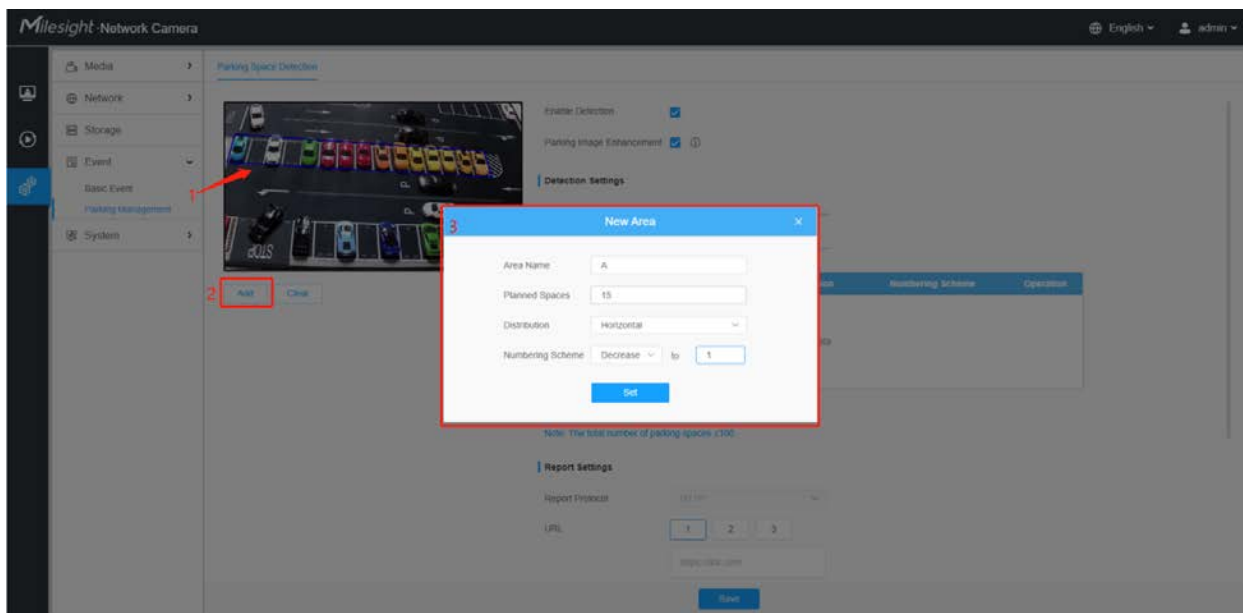 Milesight Network Camera
English
admin
Media
Network
Storage
Event
Basic Event
Parking Management
System
Parking Space Detection
1
STOP
P
P
2
Add
Clear
Enable Detection
Parking Image Enhancement
Detection Settings
3
New Area
Area Name
A
Planned Spaces
15
Distribution
Horizontal
Numbering Scheme
Decrease
to
1
Set
Numbering Scheme
Operation
Note: The total number of parking spaces ≤100
Report Settings
Report Protocol
URL
1
2
3
Save